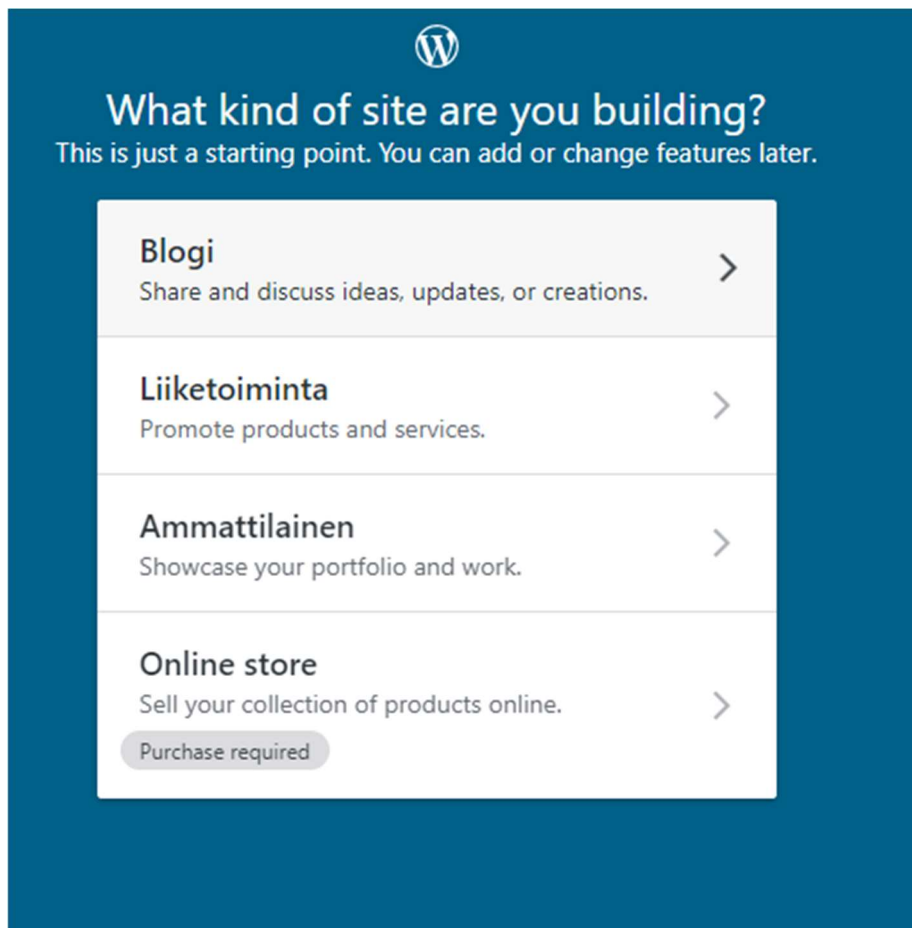 What kind of site are you building?
This is just a starting point. You can add or change features later.
Blogi
Share and discuss ideas, updates, or creations.
Liiketoiminta
Promote products and services.
Ammattilainen
Showcase your portfolio and work.
Online store
Sell your collection of products online.
Purchase required